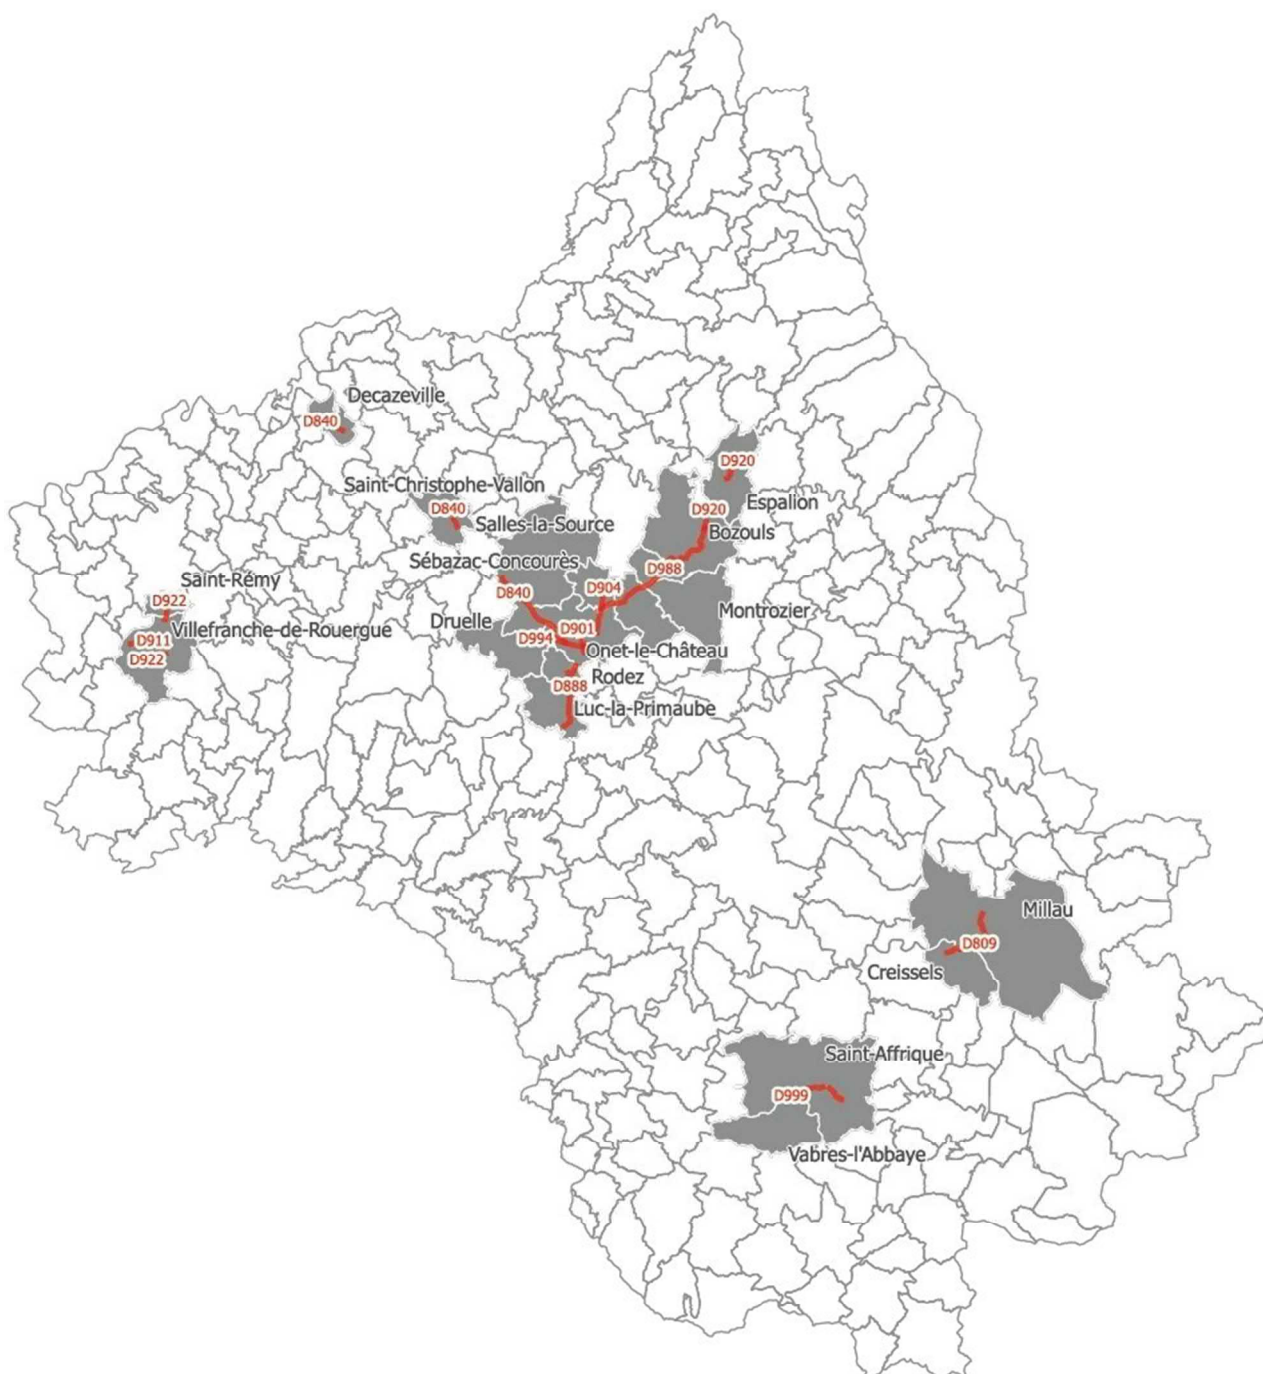 Decazeville
D840
D920
Saint-Christophe-Vallon
Espalion
D840
D920
Salles-la-Source
Bozouls
Sébazac-Concourès
D988
Saint-Rémy
D904
D840
D922
Montrozier
Druelle
Villefranche-de-Rouergue
D901
D994
D911
Onet-le-Château
D922
Rodez
D888
Luc-la-Primaube
Millau
D809
Creissels
Saint-Affrique
D999
Vabres-l'Abbaye